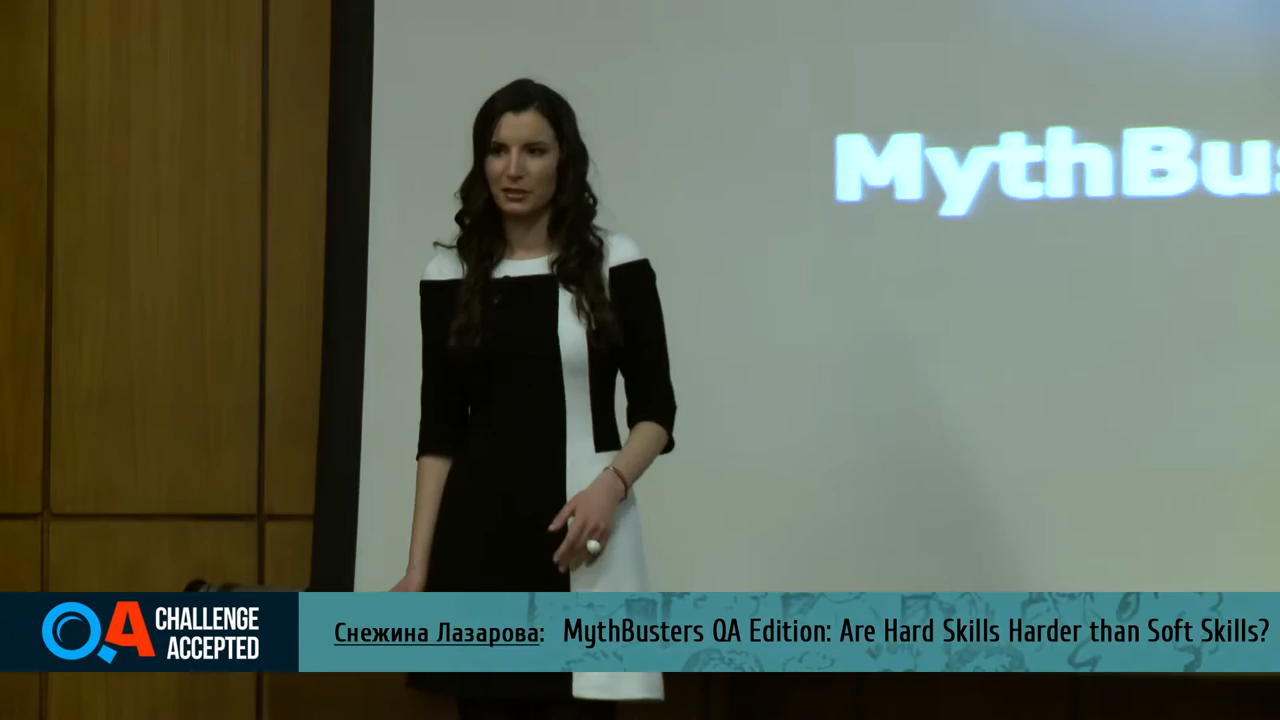 MythBus
QA CHALLENGE
ACCEPTED
Снежина Лазарова: MythBusters QA Edition: Are Hard Skills Harder than Soft Skills?